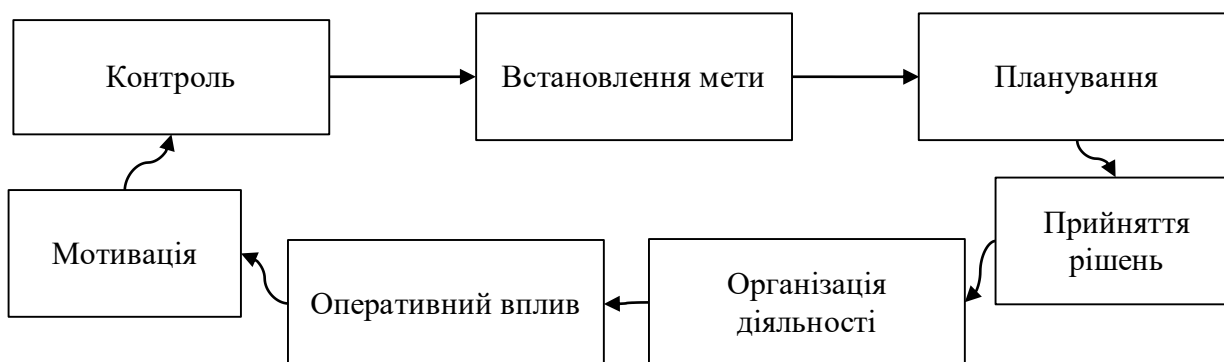 Контроль
Встановлення мети
Планування
Прийняття
рішень
Мотивація
Оперативний вплив
Організація
діяльності